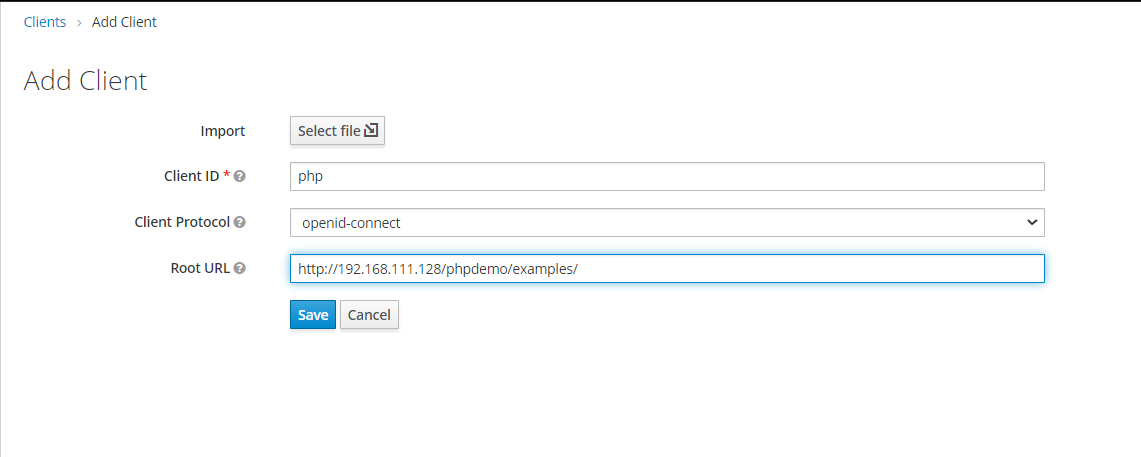 Clients > Add Client
Add Client
Import Select file
Client ID * php
Client Protocol openid-connect
Root URL http://192.168.111.128/phpdemo/examples/
Save Cancel